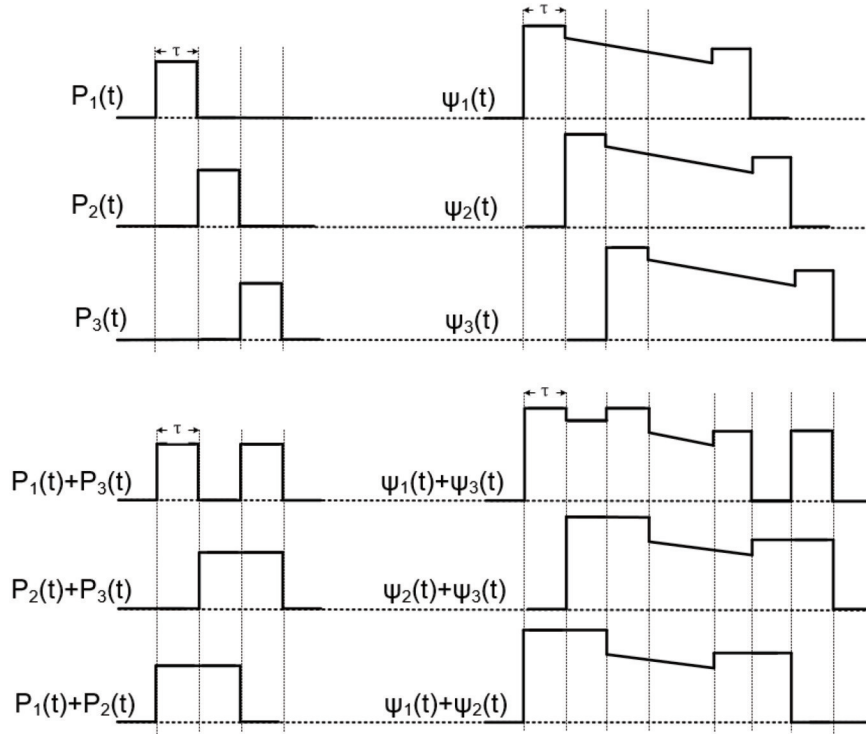 τ τ
P₁(t) ψ₁(t)
P₂(t) ψ₂(t)
P₃(t) ψ₃(t)
τ τ
P₁(t)+P₃(t) ψ₁(t)+ψ₃(t)
P₂(t)+P₃(t) ψ₂(t)+ψ₃(t)
P₁(t)+P₂(t) ψ₁(t)+ψ₂(t)